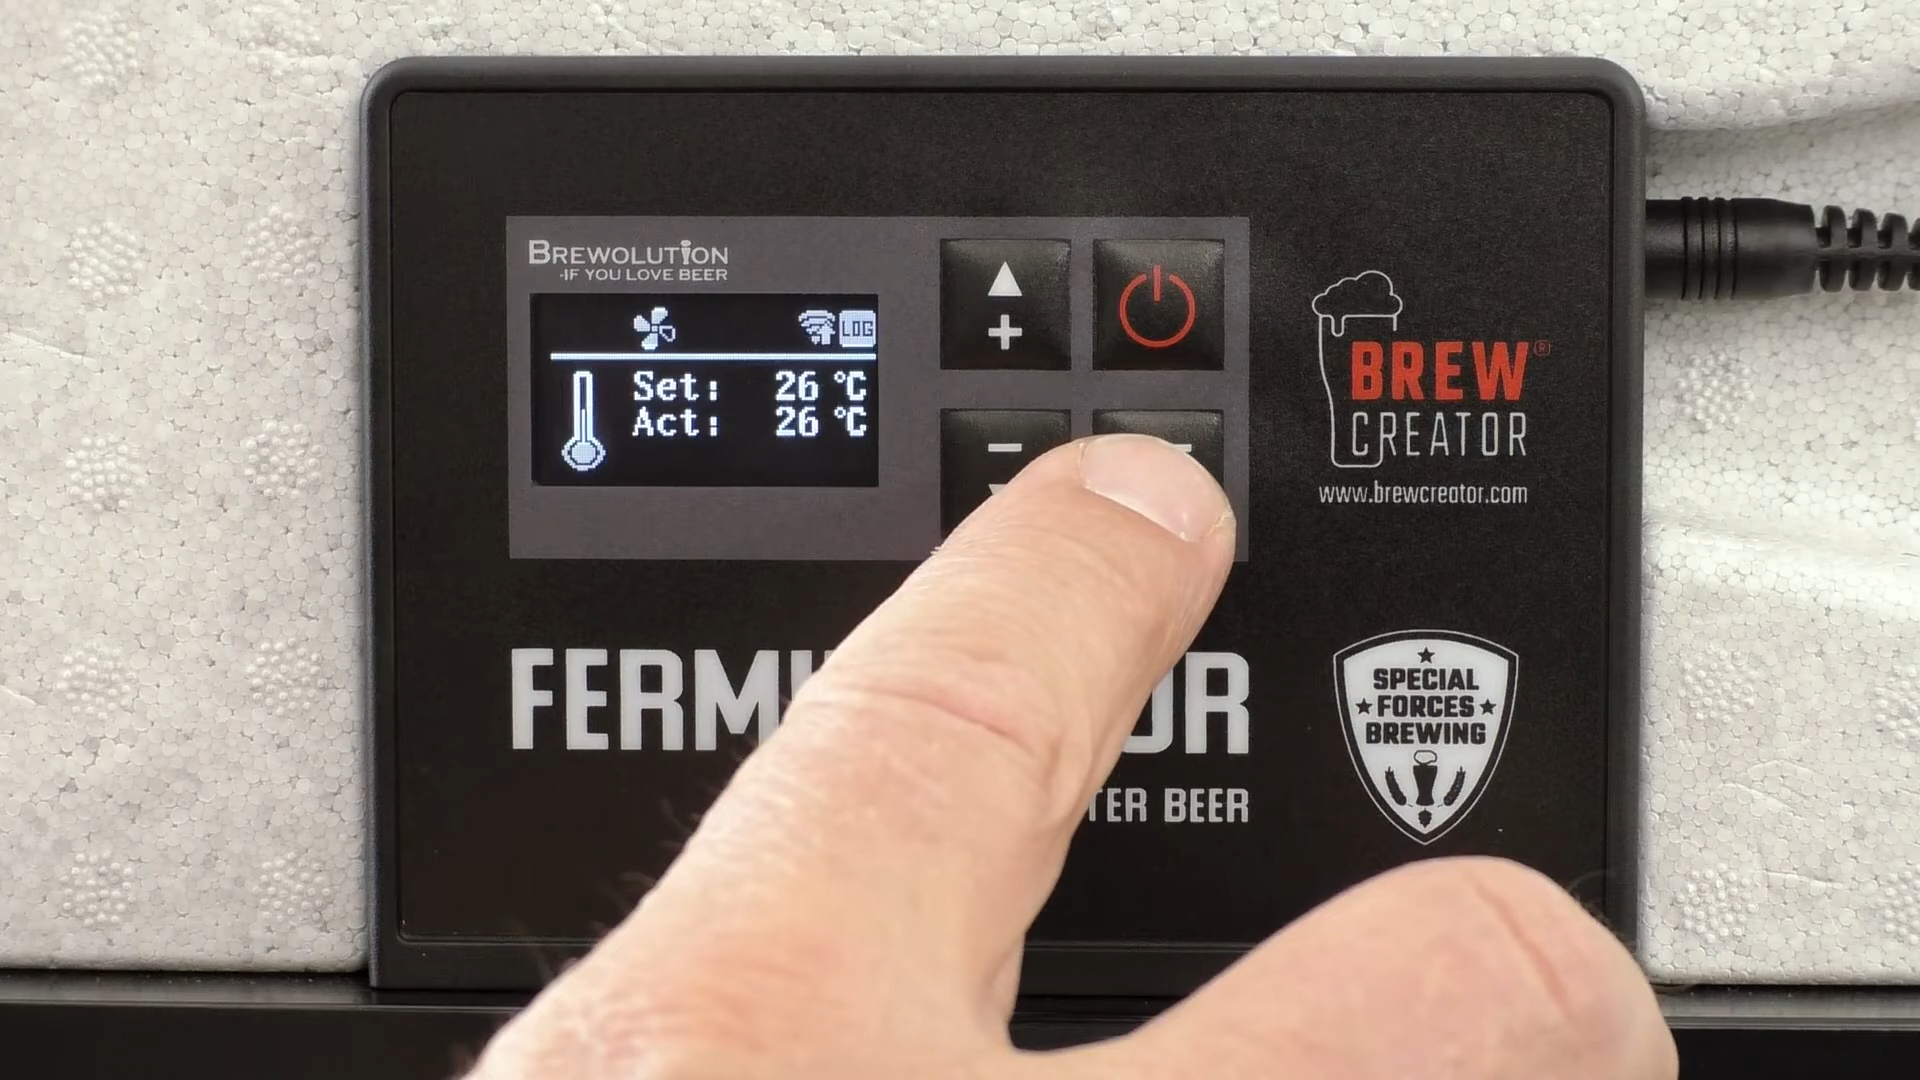 BREWOLUTION
-IF YOU LOVE BEER
LOG
Set: 26 °C
Act: 26 °C
BREW®
CREATOR
www.brewcreator.com
SPECIAL
FORCES
BREWING
BEER